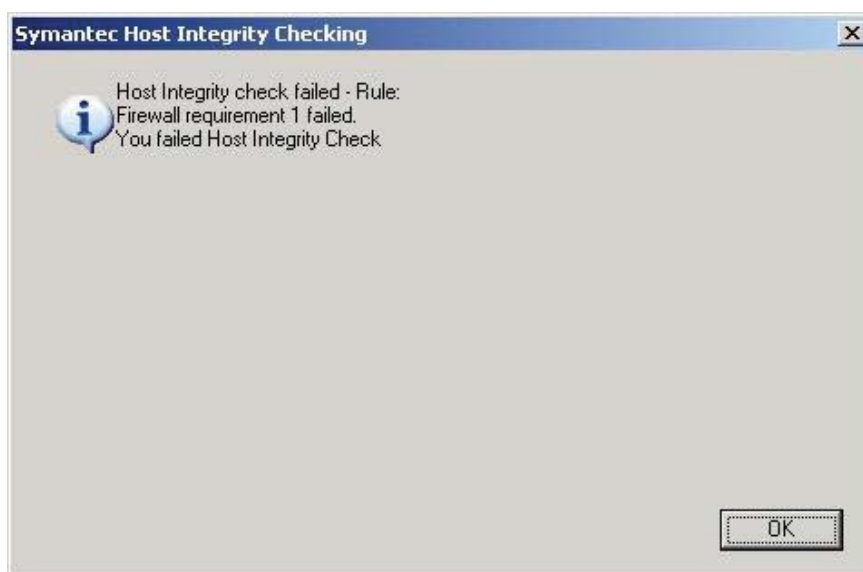 Symantec Host Integrity Checking
Host Integrity check failed - Rule:
Firewall requirement 1 failed.
You failed Host Integrity Check
OK